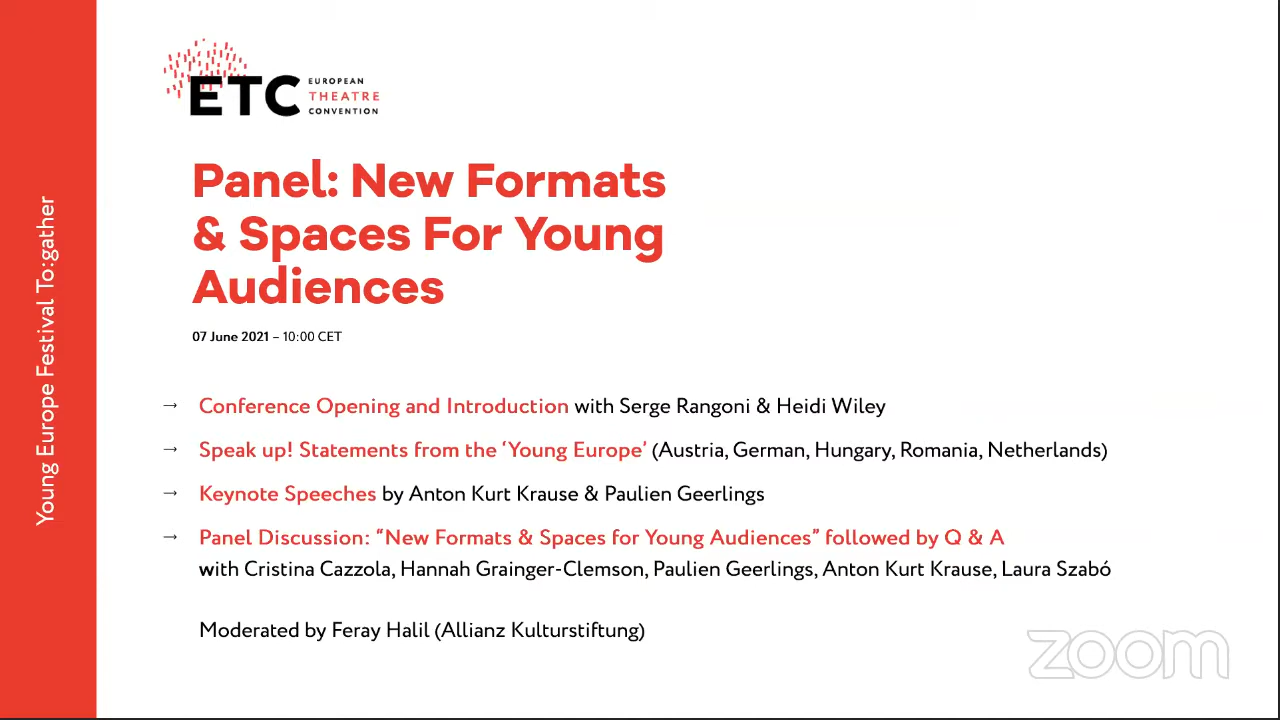 ETC EUROPEAN
THEATRE
CONVENTION
Panel: New Formats
& Spaces For Young
Audiences
07 June 2021 – 10:00 CET
→ Conference Opening and Introduction with Serge Rangoni & Heidi Wiley
→ Speak up! Statements from the ‘Young Europe’ (Austria, German, Hungary, Romania, Netherlands)
→ Keynote Speeches by Anton Kurt Krause & Paulien Geerlings
→ Panel Discussion: “New Formats & Spaces for Young Audiences” followed by Q & A
with Cristina Cazzola, Hannah Grainger-Clemson, Paulien Geerlings, Anton Kurt Krause, Laura Szabó
Moderated by Feray Halil (Allianz Kulturstiftung)
Young Europe Festival To:gather
zoom